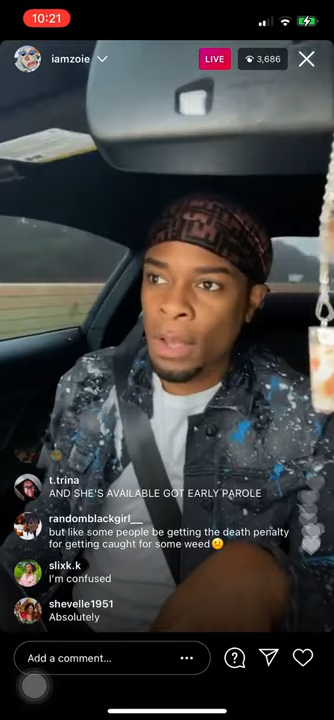 10:21
iamzoie
LIVE
3,686
t.trina
AND SHE'S AVAILABLE GOT EARLY PAROLE
randomblackgirl__
but like some people be getting the death penalty
for getting caught for some weed😕
slixk.k
I'm confused
shevelle1951
Absolutely
Add a comment...